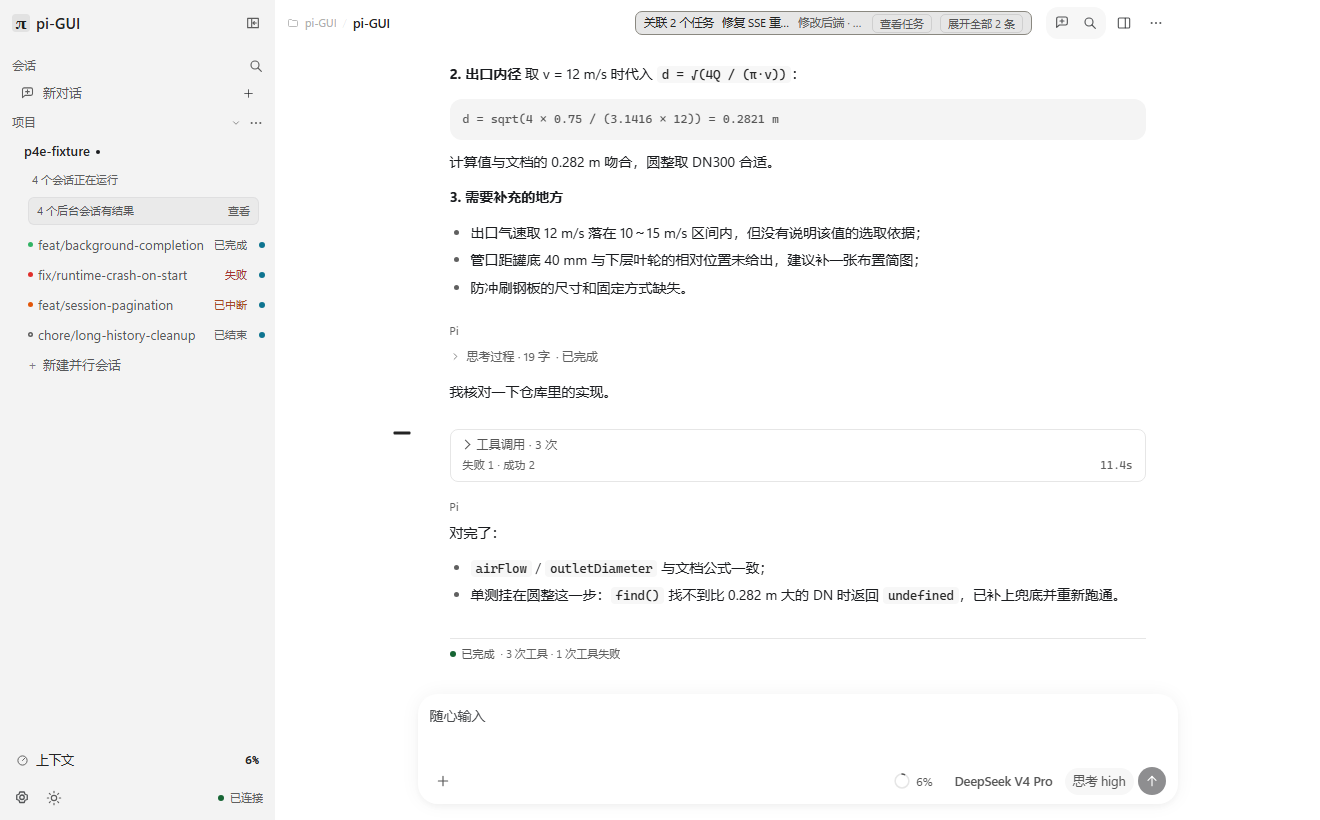 π pi-GUI
会话
新对话
项目
p4e-fixture
4 个会话正在运行
4 个后台会话有结果 查看
feat/background-completion 已完成
fix/runtime-crash-on-start 失败
feat/session-pagination 已中断
chore/long-history-cleanup 已结束
+ 新建并行会话
上下文 6%
已连接
pi-GUI / pi-GUI
关联 2 个任务 修复 SSE 重... 修改后端 · ... 查看任务 展开全部 2 条
2. 出口内径 取 v = 12 m/s 时代入 d = √(4Q / (π·v)) ：
d = sqrt(4 × 0.75 / (3.1416 × 12)) = 0.2821 m
计算值与文档的 0.282 m 吻合，圆整取 DN300 合适。
3. 需要补充的地方
• 出口气速取 12 m/s 落在 10～15 m/s 区间内，但没有说明该值的选取依据；
• 管口距罐底 40 mm 与下层叶轮的相对位置未给出，建议补一张布置简图；
• 防冲刷钢板的尺寸和固定方式缺失。
Pi
思考过程 · 19 字 · 已完成
我核对一下仓库里的实现。
工具调用 · 3 次
失败 1 · 成功 2 11.4s
Pi
对完了：
• airFlow / outletDiameter 与文档公式一致；
• 单测挂在圆整这一步： find() 找不到比 0.282 m 大的 DN 时返回 undefined ，已补上兜底并重新跑通。
已完成 · 3 次工具 · 1 次工具失败
随心输入
+ 6% DeepSeek V4 Pro 思考 high